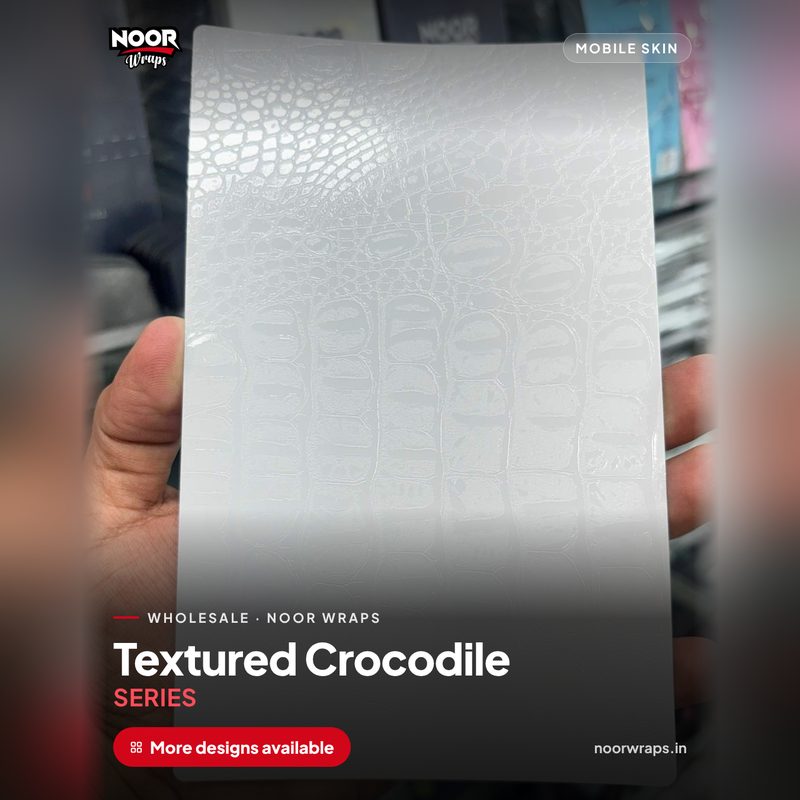 NOOR
Wraps
MOBILE SKIN
WHOLESALE · NOOR WRAPS
Textured Crocodile
SERIES
More designs available
noorwraps.in